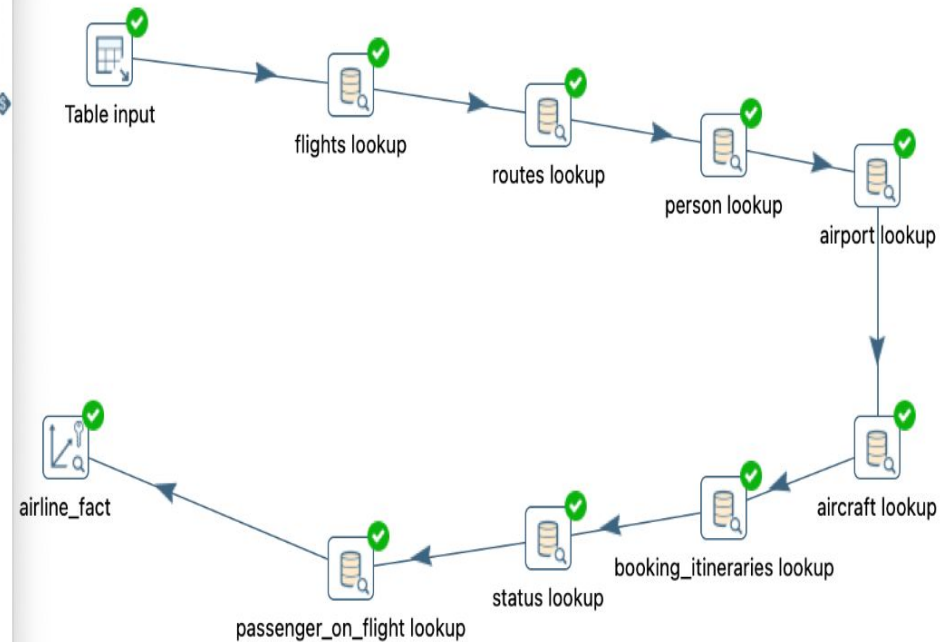 Table input
flights lookup
routes lookup
person lookup
airport lookup
aircraft lookup
booking_itineraries lookup
status lookup
passenger_on_flight lookup
airline_fact